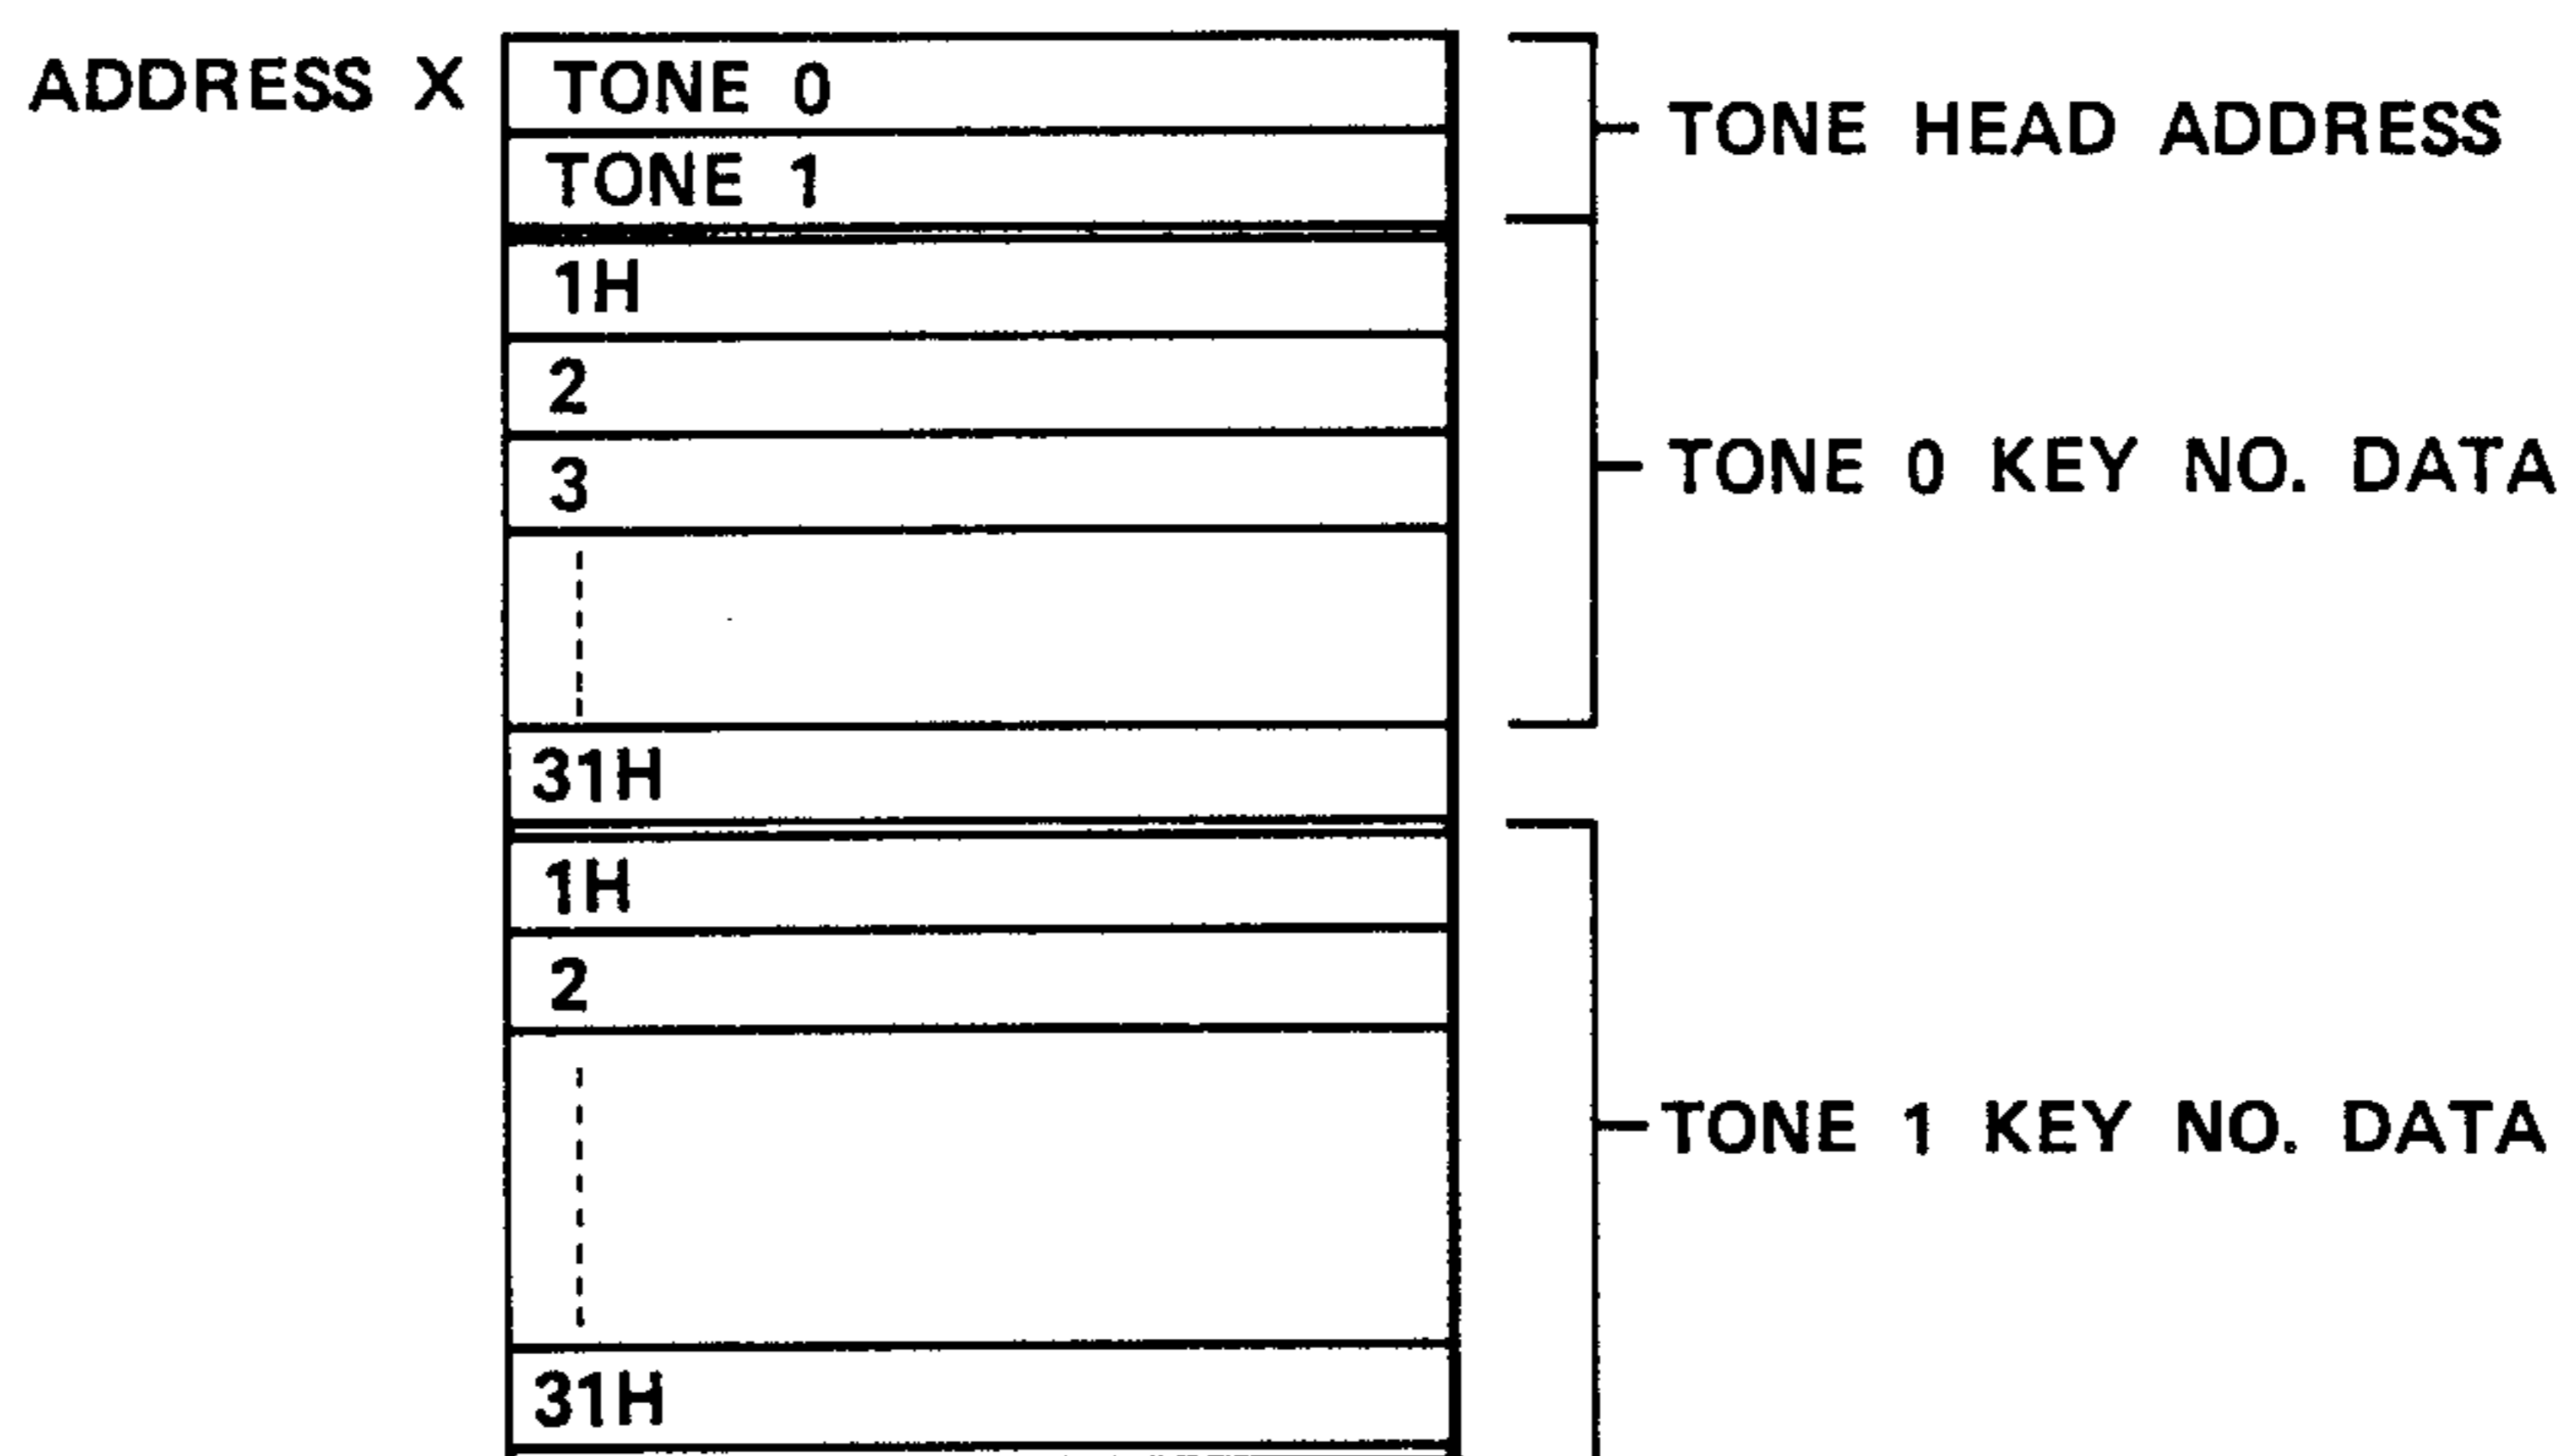 ADDRESS X TONE 0
TONE HEAD ADDRESS
TONE 1
1H
2
3
TONE 0 KEY NO. DATA
31H
1H
2
TONE 1 KEY NO. DATA
31H